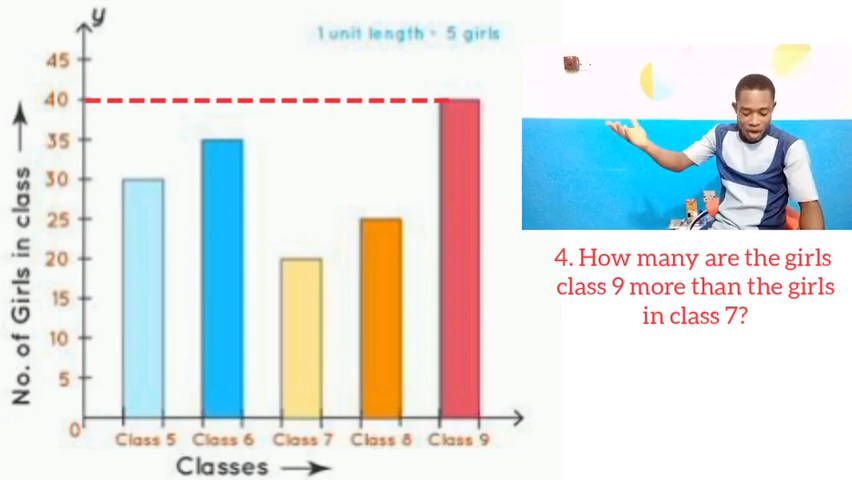 y
1 unit length = 5 girls
45
40
35
30
25
20
15
10
5
0
No. of Girls in class
Class 5 Class 6 Class 7 Class 8 Class 9
Classes
4. How many are the girls
class 9 more than the girls
in class 7?